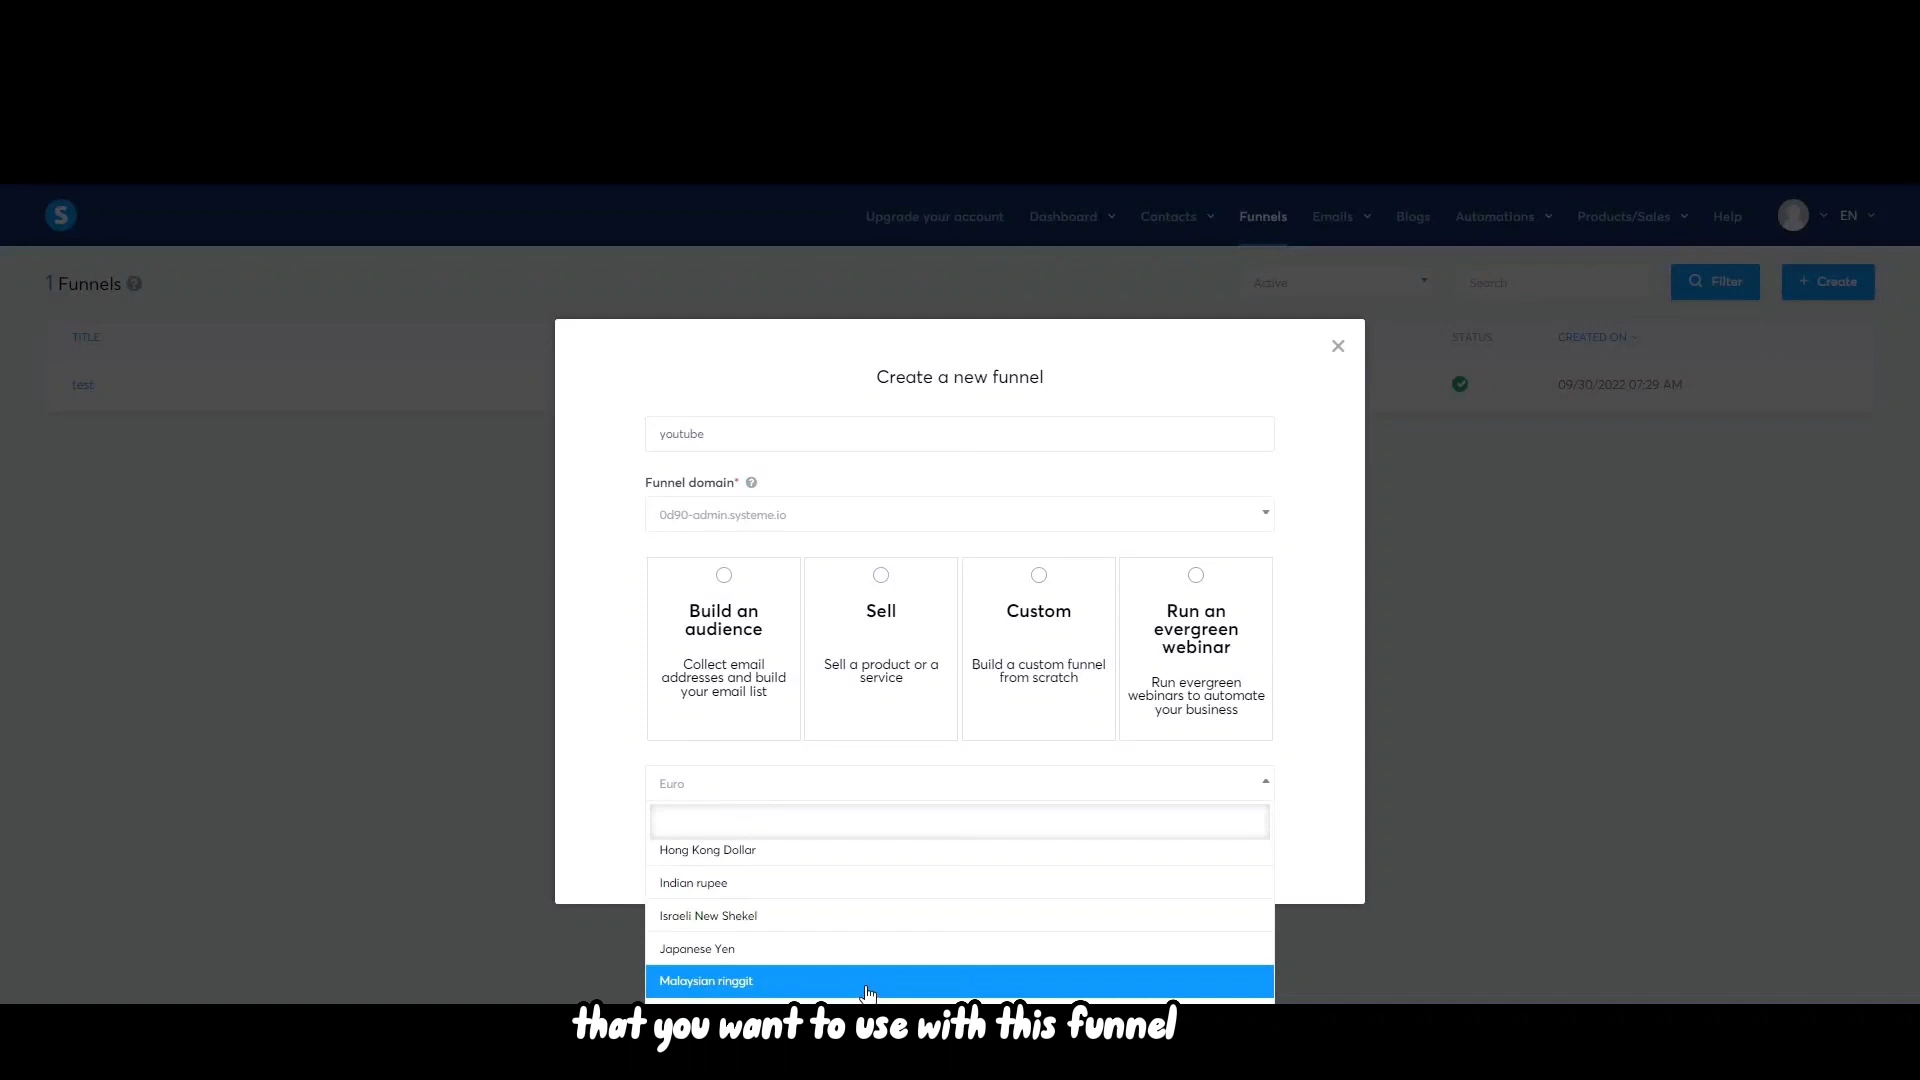 S
Upgrade your account Dashboard Contacts Funnels Emails Blogs Automations Products/Sales Help EN
1 Funnels ?
Active Search Filter + Create
TITLE STATUS CREATED ON
test 09/30/2022 07:29 AM
Create a new funnel
youtube
Funnel domain* ?
0d90-admin.systeme.io
Build an
audience
Collect email
addresses and build
your email list
Sell
Sell a product or a
service
Custom
Build a custom funnel
from scratch
Run an
evergreen
webinar
Run evergreen
webinars to automate
your business
Euro
Hong Kong Dollar
Indian rupee
Israeli New Shekel
Japanese Yen
Malaysian ringgit
that you want to use with this funnel